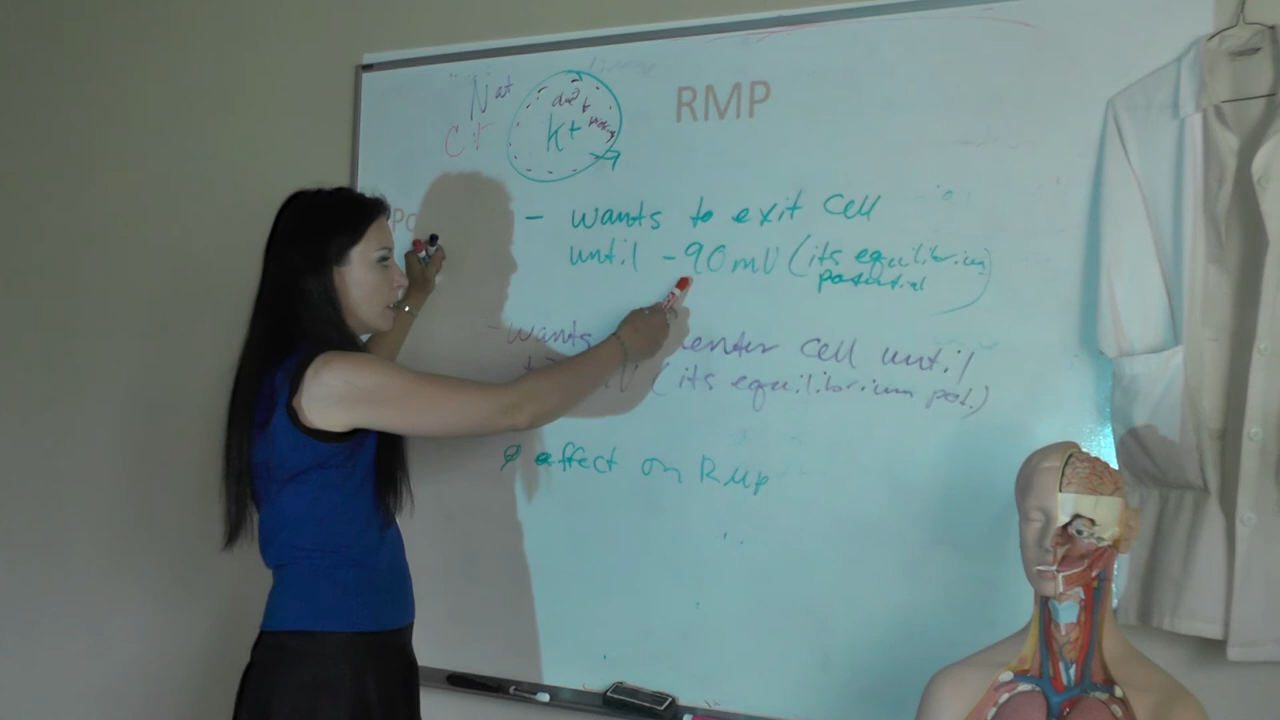 Na+
Cl-
K+
RMP
- wants to exit cell
until -90mV (its equilibrium
potential)
- wants enter cell until
(its equilibrium pot.)
affect on RMP